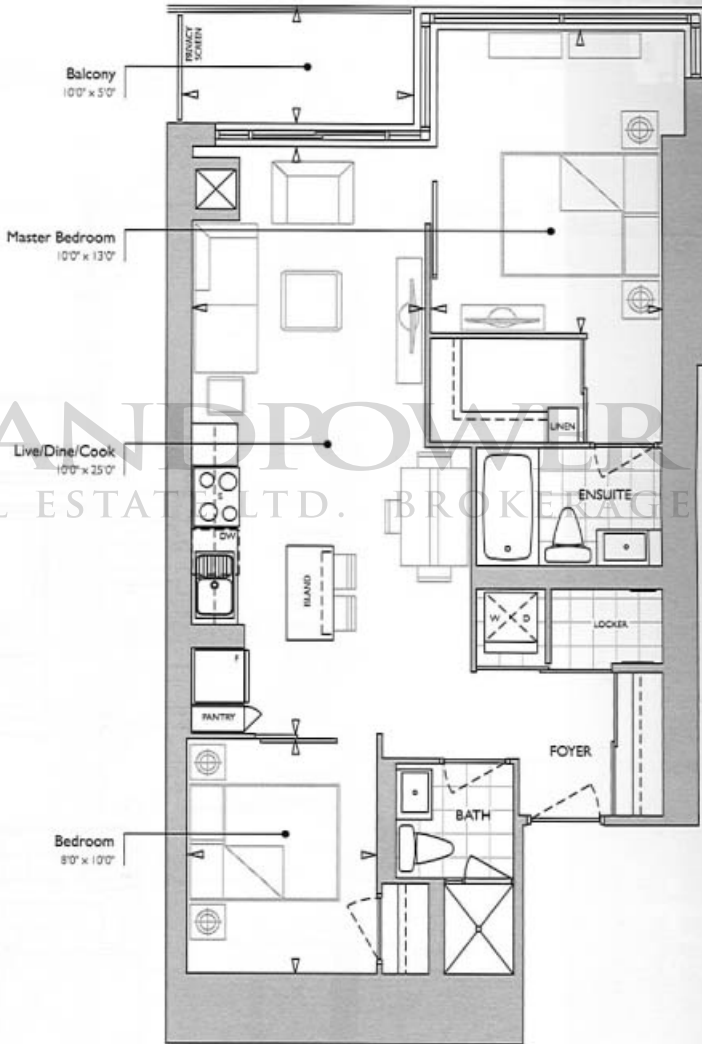 PRIVACY
SCREEN
Balcony
10'0" x 5'0"
Master Bedroom
10'0" x 13'0"
LINEN
ANDPOWER
Live/Dine/Cook
10'0" x 25'0"
L ESTATE LTD. BROKERAGE
S
ENSUITE
DW
ISLAND
W D
LOCKER
F
PANTRY
FOYER
BATH
Bedroom
8'0" x 10'0"